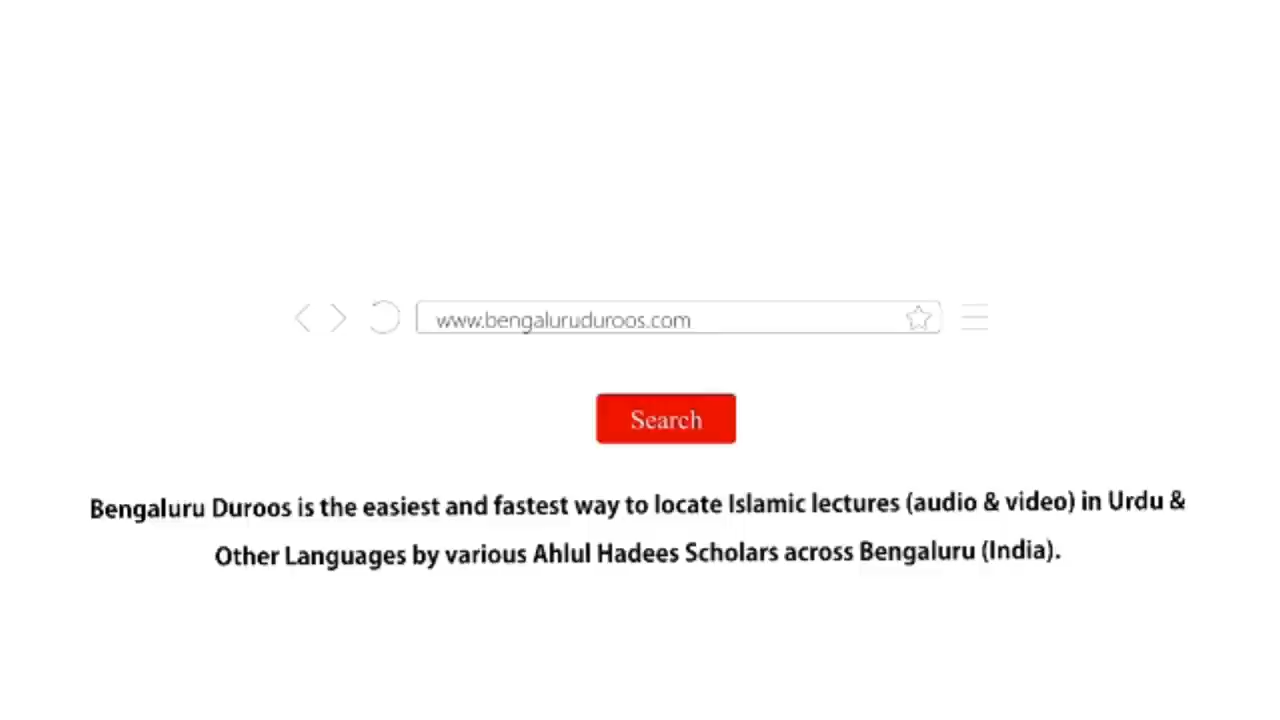 www.bengaluruduroos.com
Search
Bengaluru Duroos is the easiest and fastest way to locate Islamic lectures (audio & video) in Urdu &
Other Languages by various Ahlul Hadees Scholars across Bengaluru (India).